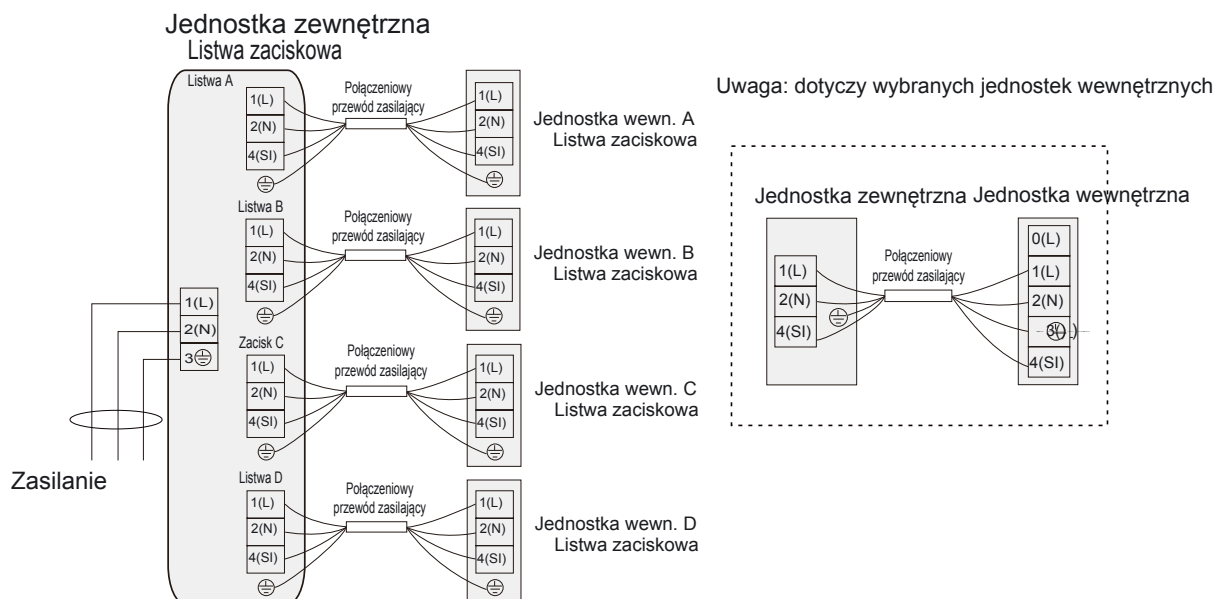 Jednostka zewnętrzna
Listwa zaciskowa
Listwa A
1(L)
2(N)
4(SI)
Połączeniowy
przewód zasilający
1(L)
2(N)
4(SI)
Jednostka wewn. A
Listwa zaciskowa
Listwa B
1(L)
2(N)
4(SI)
Połączeniowy
przewód zasilający
1(L)
2(N)
4(SI)
Jednostka wewn. B
Listwa zaciskowa
1(L)
2(N)
3
Zasilanie
Zacisk C
1(L)
2(N)
4(SI)
Połączeniowy
przewód zasilający
1(L)
2(N)
4(SI)
Jednostka wewn. C
Listwa zaciskowa
Listwa D
1(L)
2(N)
4(SI)
Połączeniowy
przewód zasilający
1(L)
2(N)
4(SI)
Jednostka wewn. D
Listwa zaciskowa
Uwaga: dotyczy wybranych jednostek wewnętrznych
Jednostka zewnętrzna
Jednostka wewnętrzna
1(L)
2(N)
4(SI)
Połączeniowy
przewód zasilający
0(L)
1(L)
2(N)
4(SI)